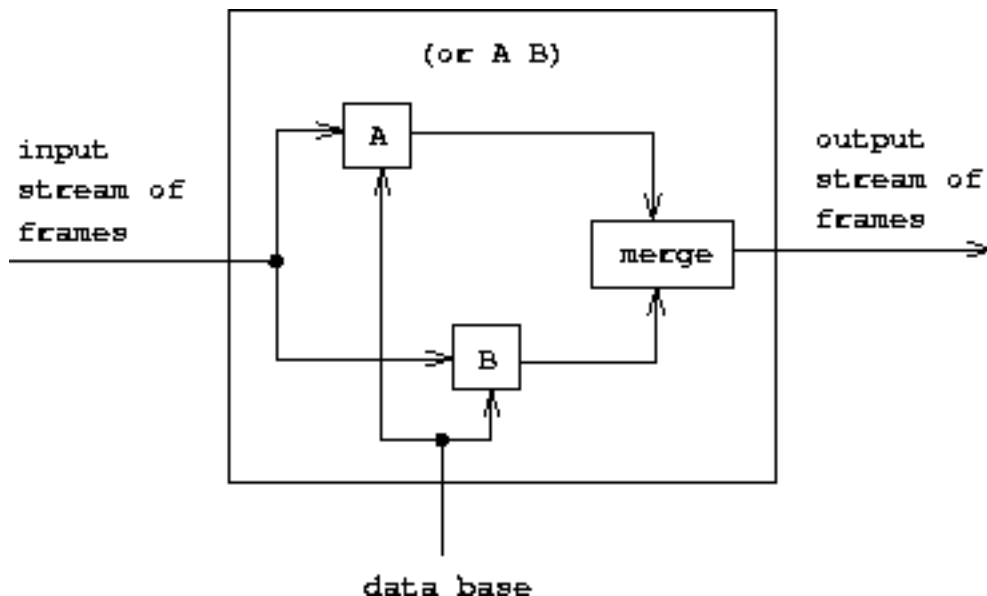 (or A B)
A
input
stream of
frames
output
stream of
frames
merge
B
data base